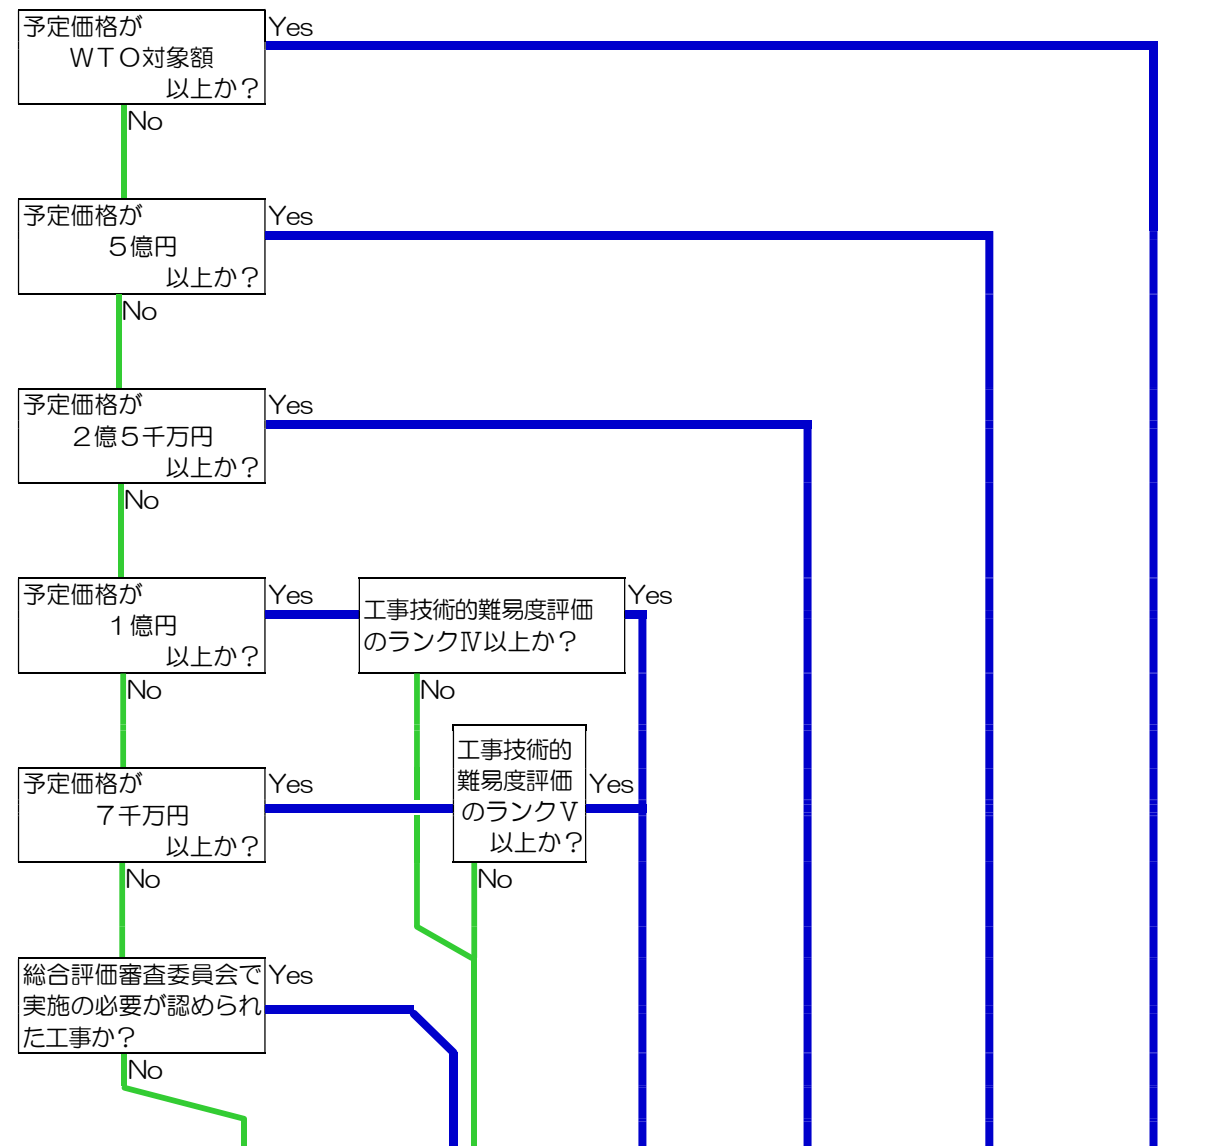 予定価格が
ＷＴＯ対象額
以上か？
Yes
No
予定価格が
５億円
以上か？
Yes
No
予定価格が
２億５千万円
以上か？
Yes
No
予定価格が
１億円
以上か？
Yes
No
工事技術的難易度評価
のランクⅣ以上か？
Yes
No
予定価格が
７千万円
以上か？
Yes
No
工事技術的
難易度評価
のランクⅤ
以上か？
Yes
No
総合評価審査委員会で
実施の必要が認められ
た工事か？
Yes
No